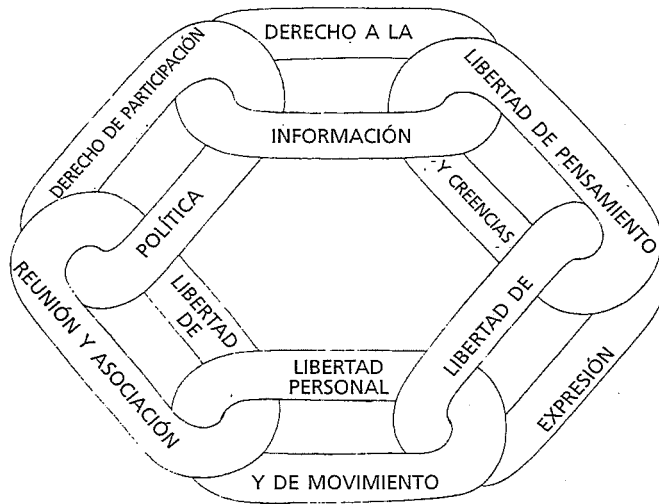 DERECHO A LA
INFORMACIÓN
LIBERTAD DE PENSAMIENTO
Y CREENCIAS
LIBERTAD DE
EXPRESIÓN
LIBERTAD
PERSONAL
Y DE MOVIMIENTO
LIBERTAD
DE
REUNIÓN Y ASOCIACIÓN
DERECHO DE PARTICIPACIÓN
POLÍTICA